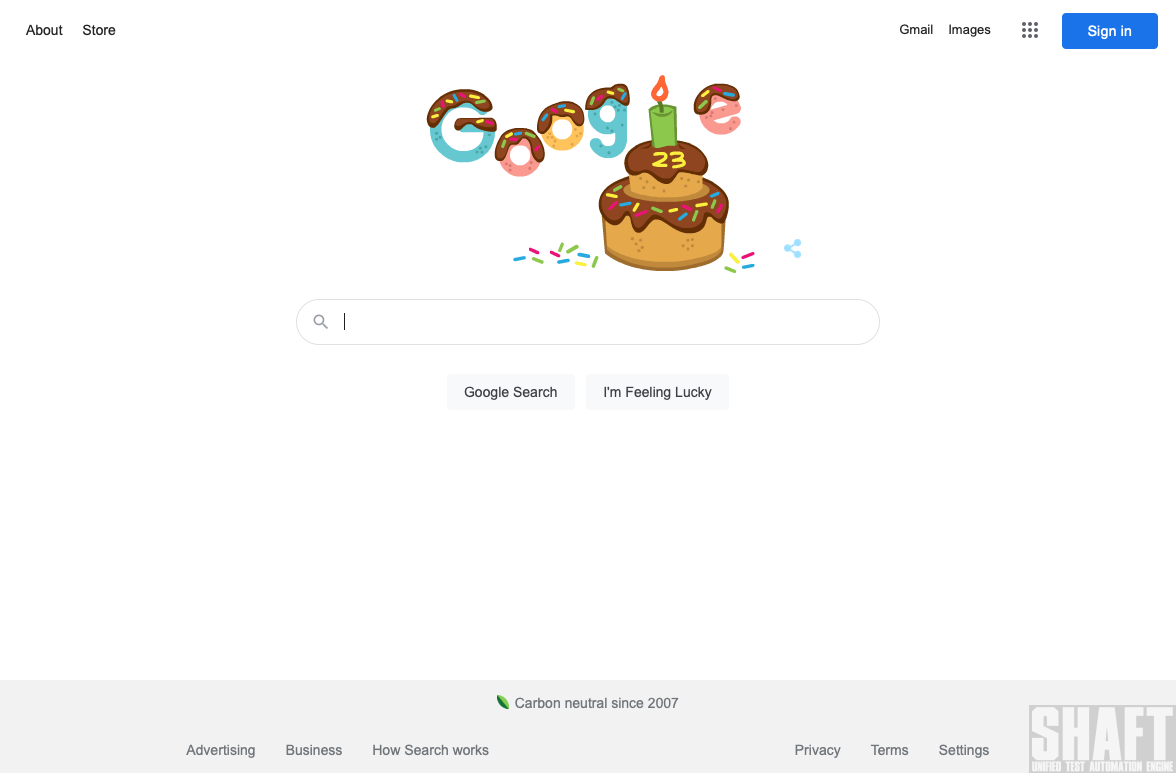 About Store
Gmail Images
Sign in
Google
23
Google Search
I'm Feeling Lucky
Carbon neutral since 2007
Advertising Business How Search works
Privacy Terms Settings
SHAFT
UNIFIED TEST AUTOMATION ENGINE